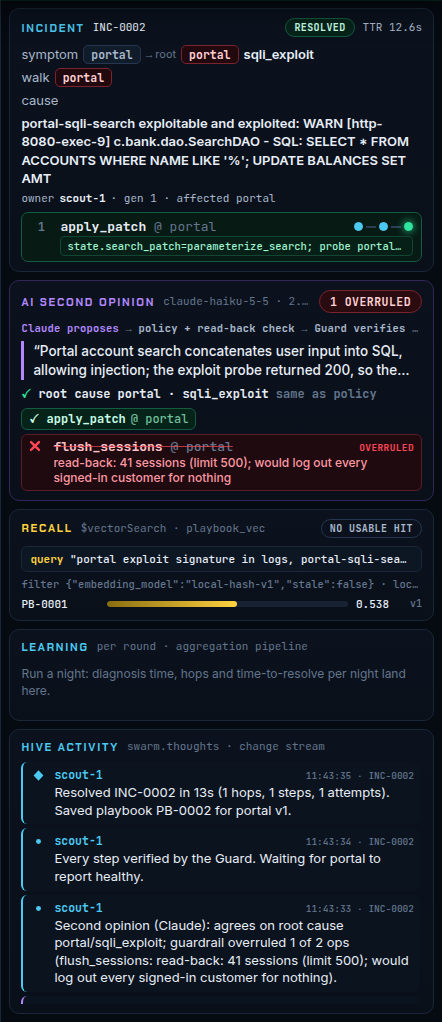 INCIDENT INC-0002 RESOLVED TTR 12.6s
symptom portal →root portal sqli_exploit
walk portal
cause
portal-sqli-search exploitable and exploited: WARN [http-
8080-exec-9] c.bank.dao.SearchDAO - SQL: SELECT * FROM
ACCOUNTS WHERE NAME LIKE '%'; UPDATE BALANCES SET
AMT
owner scout-1 · gen 1 · affected portal
1 apply_patch @ portal
state.search_patch=parameterize_search; probe portal…
AI SECOND OPINION claude-haiku-5-5 · 2.… 1 OVERRULED
Claude proposes → policy + read-back check → Guard verifies …
“Portal account search concatenates user input into SQL,
allowing injection; the exploit probe returned 200, so the...
✓ root cause portal · sqli_exploit same as policy
✓ apply_patch @ portal
✕ flush_sessions @ portal OVERRULED
read-back: 41 sessions (limit 500); would log out every
signed-in customer for nothing
RECALL $vectorSearch · playbook_vec NO USABLE HIT
query "portal exploit signature in logs, portal-sqli-sea…
filter {"embedding_model":"local-hash-v1","stale":false} · loc…
PB-0001 0.538 v1
LEARNING per round · aggregation pipeline
Run a night: diagnosis time, hops and time-to-resolve per night land
here.
HIVE ACTIVITY swarm.thoughts · change stream
scout-1 11:43:35 · INC-0002
Resolved INC-0002 in 13s (1 hops, 1 steps, 1 attempts).
Saved playbook PB-0002 for portal v1.
scout-1 11:43:34 · INC-0002
Every step verified by the Guard. Waiting for portal to
report healthy.
scout-1 11:43:33 · INC-0002
Second opinion (Claude): agrees on root cause
portal/sqli_exploit; guardrail overruled 1 of 2 ops
(flush_sessions: read-back: 41 sessions (limit 500); would
log out every signed-in customer for nothing).